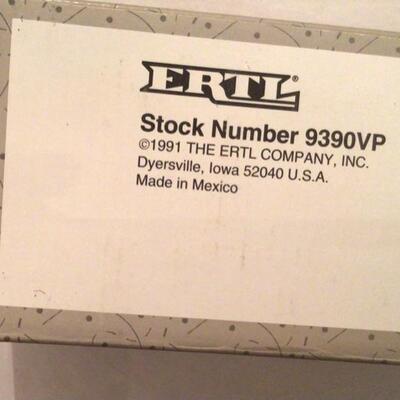 ERTL®
Stock Number 9390VP
©1991 THE ERTL COMPANY, INC.
Dyersville, Iowa 52040 U.S.A.
Made in Mexico